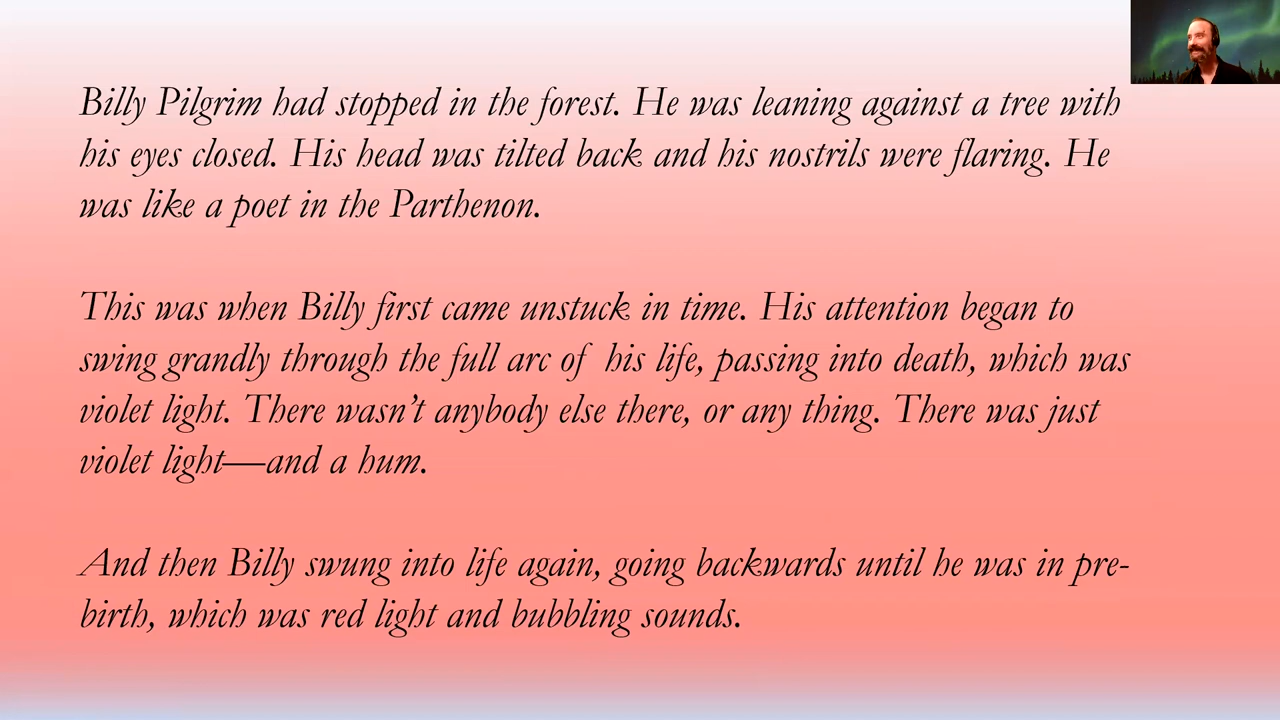 Billy Pilgrim had stopped in the forest. He was leaning against a tree with
his eyes closed. His head was tilted back and his nostrils were flaring. He
was like a poet in the Parthenon.
This was when Billy first came unstuck in time. His attention began to
swing grandly through the full arc of his life, passing into death, which was
violet light. There wasn’t anybody else there, or any thing. There was just
violet light—and a hum.
And then Billy swung into life again, going backwards until he was in pre-
birth, which was red light and bubbling sounds.